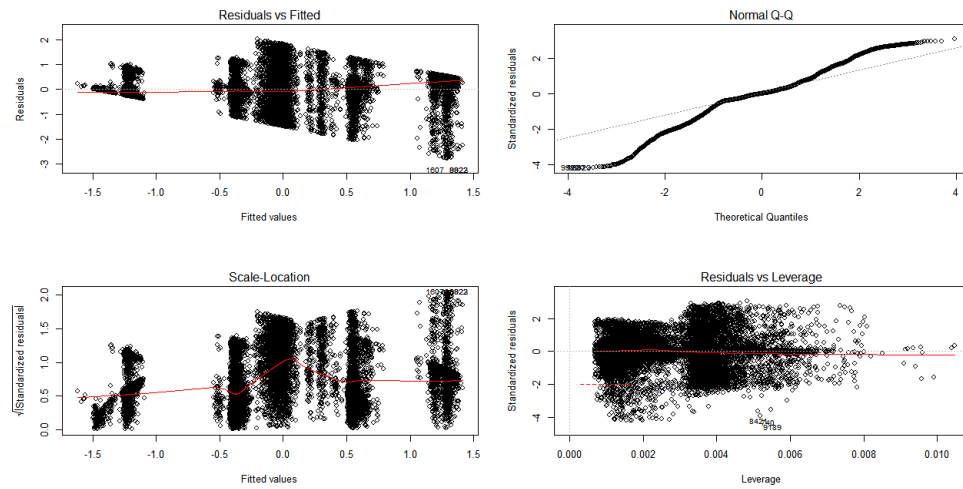 Residuals vs Fitted
Residuals
2
1
0
-1
-2
-3
1607
-1.5 -1.0 -0.5 0.0 0.5 1.0 1.5
Fitted values
Normal Q-Q
Standardized residuals
2
0
-2
-4
-4 -2 0 2 4
Theoretical Quantiles
Scale-Location
√|Standardized residuals|
2.0
1.5
1.0
0.5
0.0
-1.5 -1.0 -0.5 0.0 0.5 1.0 1.5
Fitted values
Residuals vs Leverage
Standardized residuals
2
0
-2
-4
9189
0.000 0.002 0.004 0.006 0.008 0.010
Leverage